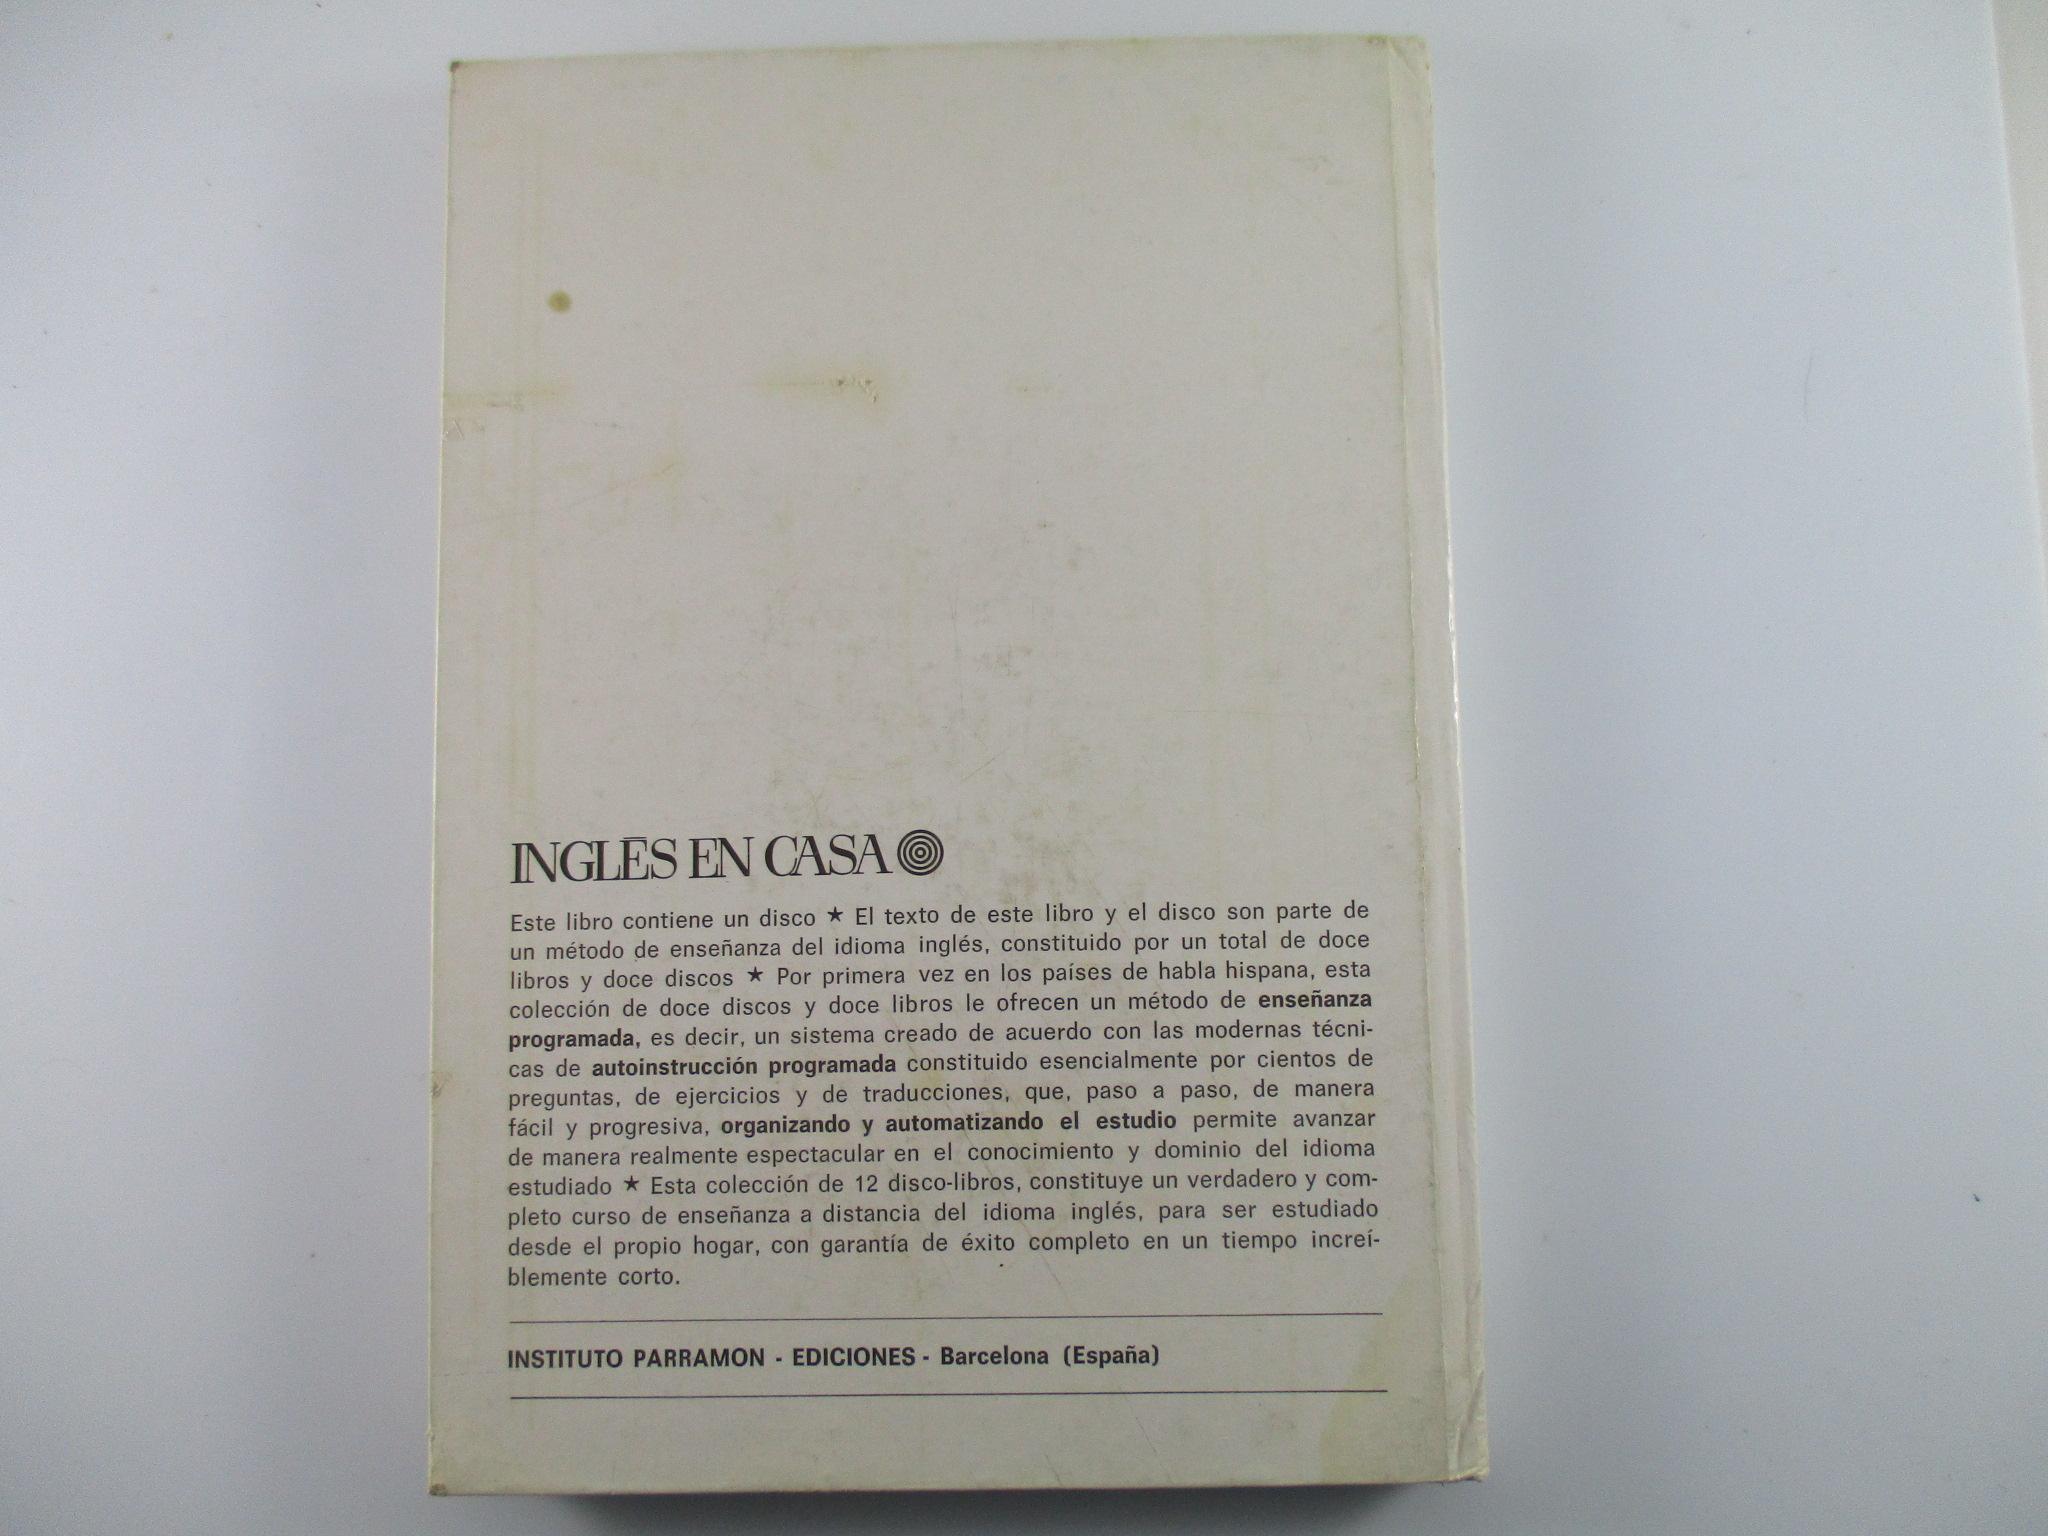 INGLÉS EN CASA
Este libro contiene un disco ★ El texto de este libro y el disco son parte de
un método de enseñanza del idioma inglés, constituido por un total de doce
libros y doce discos ★ Por primera vez en los países de habla hispana, esta
colección de doce discos y doce libros le ofrecen un método de enseñanza
programada, es decir, un sistema creado de acuerdo con las modernas técni-
cas de autoinstrucción programada constituido esencialmente por cientos de
preguntas, de ejercicios y de traducciones, que, paso a paso, de manera
fácil y progresiva, organizando y automatizando el estudio permite avanzar
de manera realmente espectacular en el conocimiento y dominio del idioma
estudiado ★ Esta colección de 12 disco-libros, constituye un verdadero y com-
pleto curso de enseñanza a distancia del idioma inglés, para ser estudiado
desde el propio hogar, con garantía de éxito completo en un tiempo increí-
blemente corto.
INSTITUTO PARRAMON - EDICIONES - Barcelona (España)